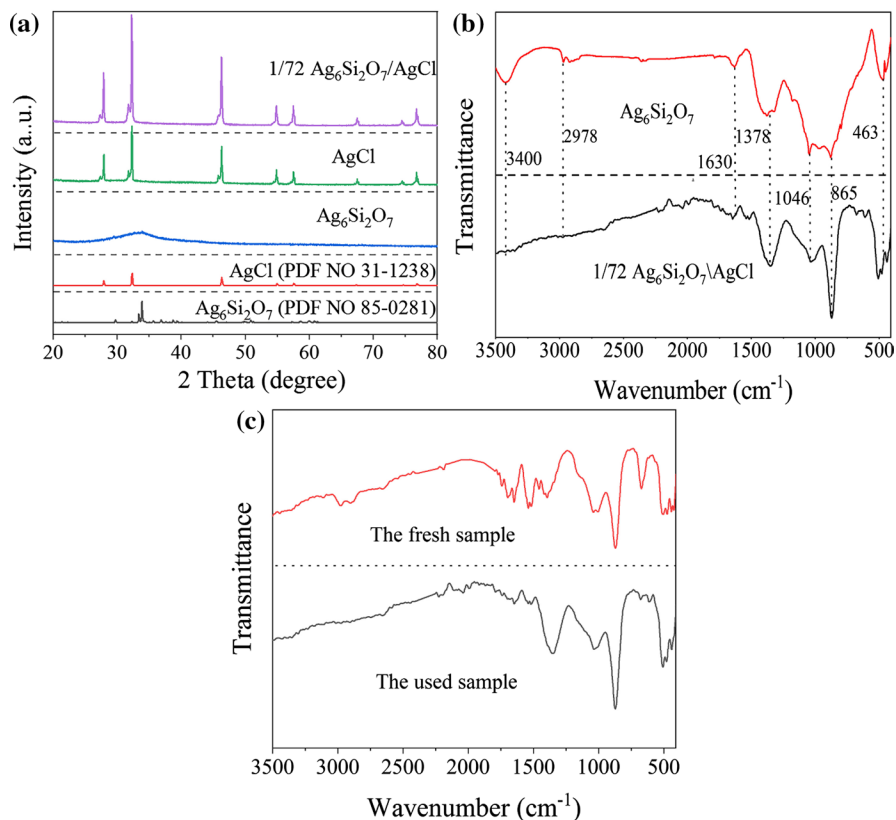 (a)
Intensity (a.u.)
1/72 Ag₆Si₂O₇/AgCl
AgCl
Ag₆Si₂O₇
AgCl (PDF NO 31-1238)
Ag₆Si₂O₇ (PDF NO 85-0281)
20 30 40 50 60 70 80
2 Theta (degree)
(b)
Transmittance
Ag₆Si₂O₇
3400
2978
1630
1378
1046
865
463
1/72 Ag₆Si₂O₇\AgCl
3500 3000 2500 2000 1500 1000 500
Wavenumber (cm⁻¹)
(c)
Transmittance
The fresh sample
The used sample
3500 3000 2500 2000 1500 1000 500
Wavenumber (cm⁻¹)